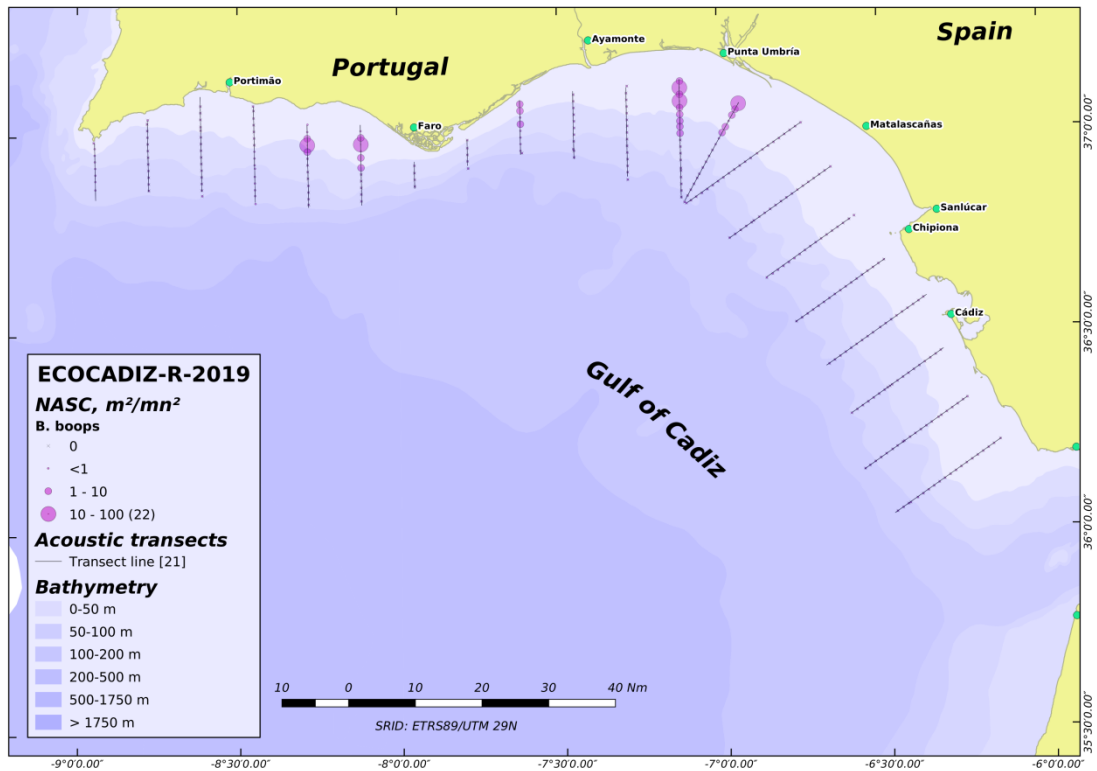 Spain
Ayamonte
Punta Umbría
Portugal
Portimão
Faro
Matalascañas
37°0'0.00"
Sanlúcar
Chipiona
Cádiz
36°30'0.00"
Gulf of Cadiz
ECOCADIZ-R-2019
NASC, m²/mn²
B. boops
0
<1
1 - 10
10 - 100 (22)
Acoustic transects
Transect line [21]
Bathymetry
0-50 m
50-100 m
100-200 m
200-500 m
500-1750 m
> 1750 m
36°0'0.00"
10 0 10 20 30 40 Nm
SRID: ETRS89/UTM 29N
35°30'0.00"
-9°0'0.00" -8°30'0.00" -8°0'0.00" -7°30'0.00" -7°0'0.00" -6°30'0.00" -6°0'0.00"